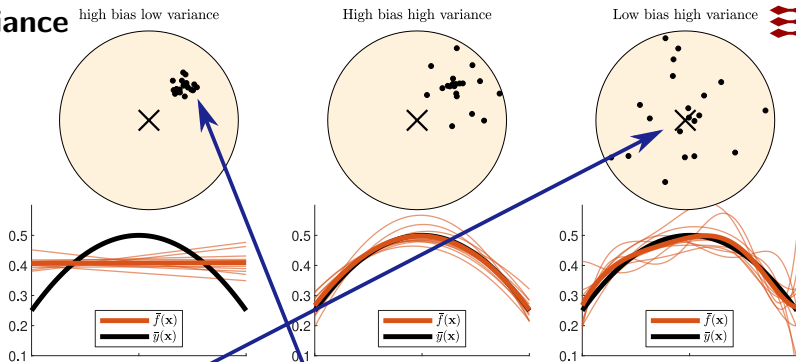 iance
high bias low variance
High bias high variance
Low bias high variance
0.5
0.4
0.3
0.2
0.1
f̄(x)
ȳ(x)
0.5
0.4
0.3
0.2
0.1
f̄(x)
ȳ(x)
0.5
0.4
0.3
0.2
0.1
f̄(x)
ȳ(x)